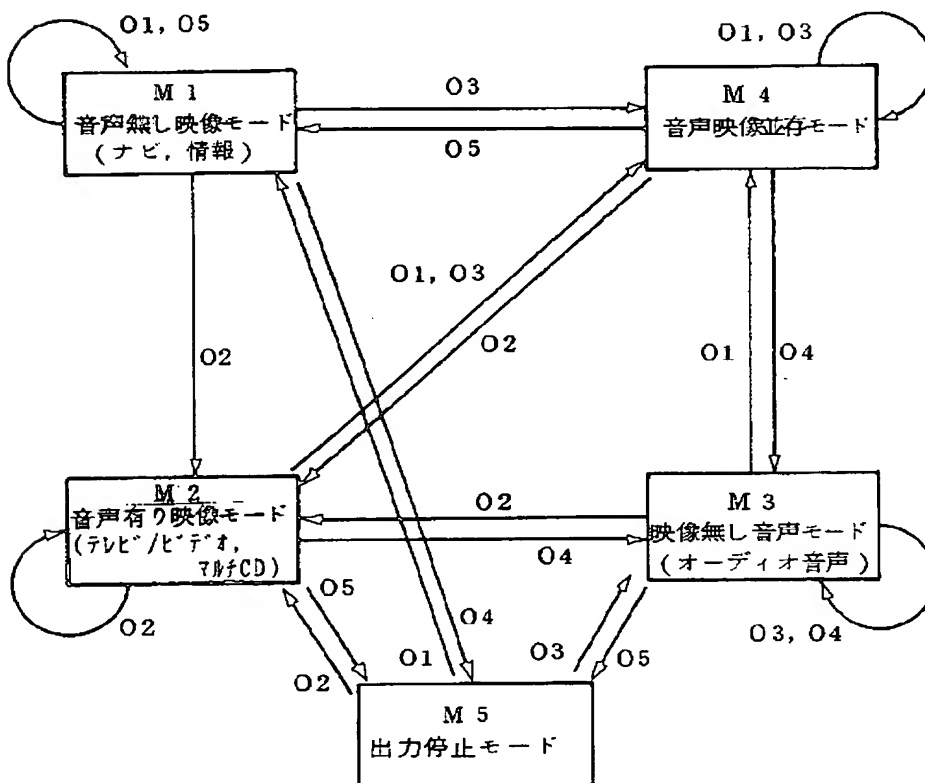 O1, O5
O1, O3
M 1
音声無し映像モード
(ナビ, 情報)
O3
O5
M 4
音声映像並存モード
O1, O3
O2
O2
O1
O4
M 2
音声有り映像モード
(テレビ/ビデオ,
マルチCD)
O2
O4
M 3
映像無し音声モード
(オーディオ音声)
O2
O5
O4
O3, O4
O1
O3
O5
O2
M 5
出力停止モード